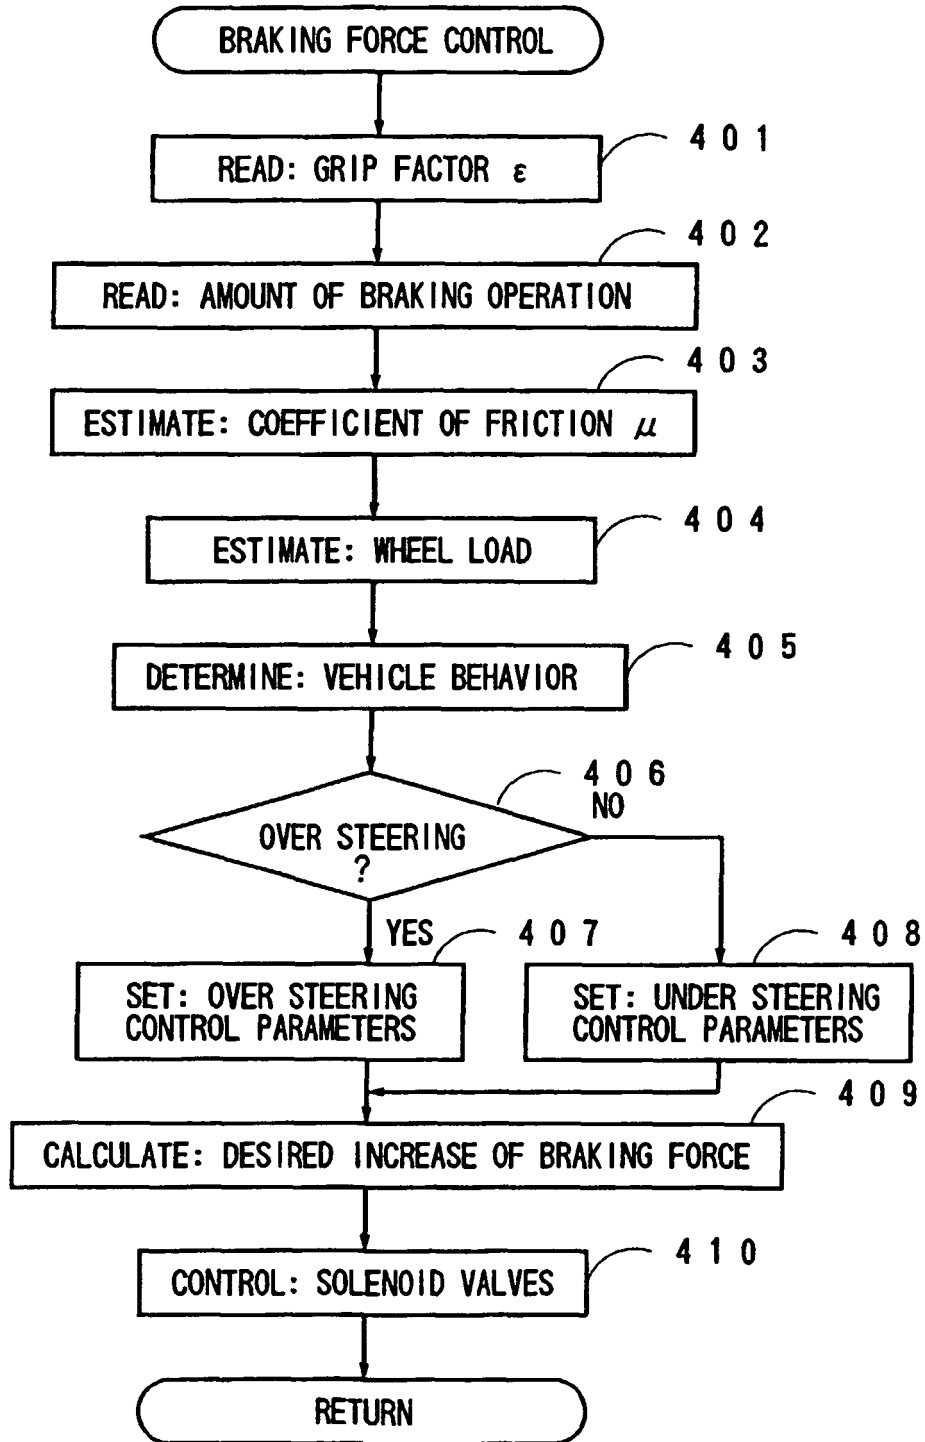 BRAKING FORCE CONTROL
401
READ: GRIP FACTOR ε
402
READ: AMOUNT OF BRAKING OPERATION
403
ESTIMATE: COEFFICIENT OF FRICTION μ
404
ESTIMATE: WHEEL LOAD
405
DETERMINE: VEHICLE BEHAVIOR
406
NO
OVER STEERING
?
YES
407
408
SET: OVER STEERING
CONTROL PARAMETERS
SET: UNDER STEERING
CONTROL PARAMETERS
409
CALCULATE: DESIRED INCREASE OF BRAKING FORCE
410
CONTROL: SOLENOID VALVES
RETURN